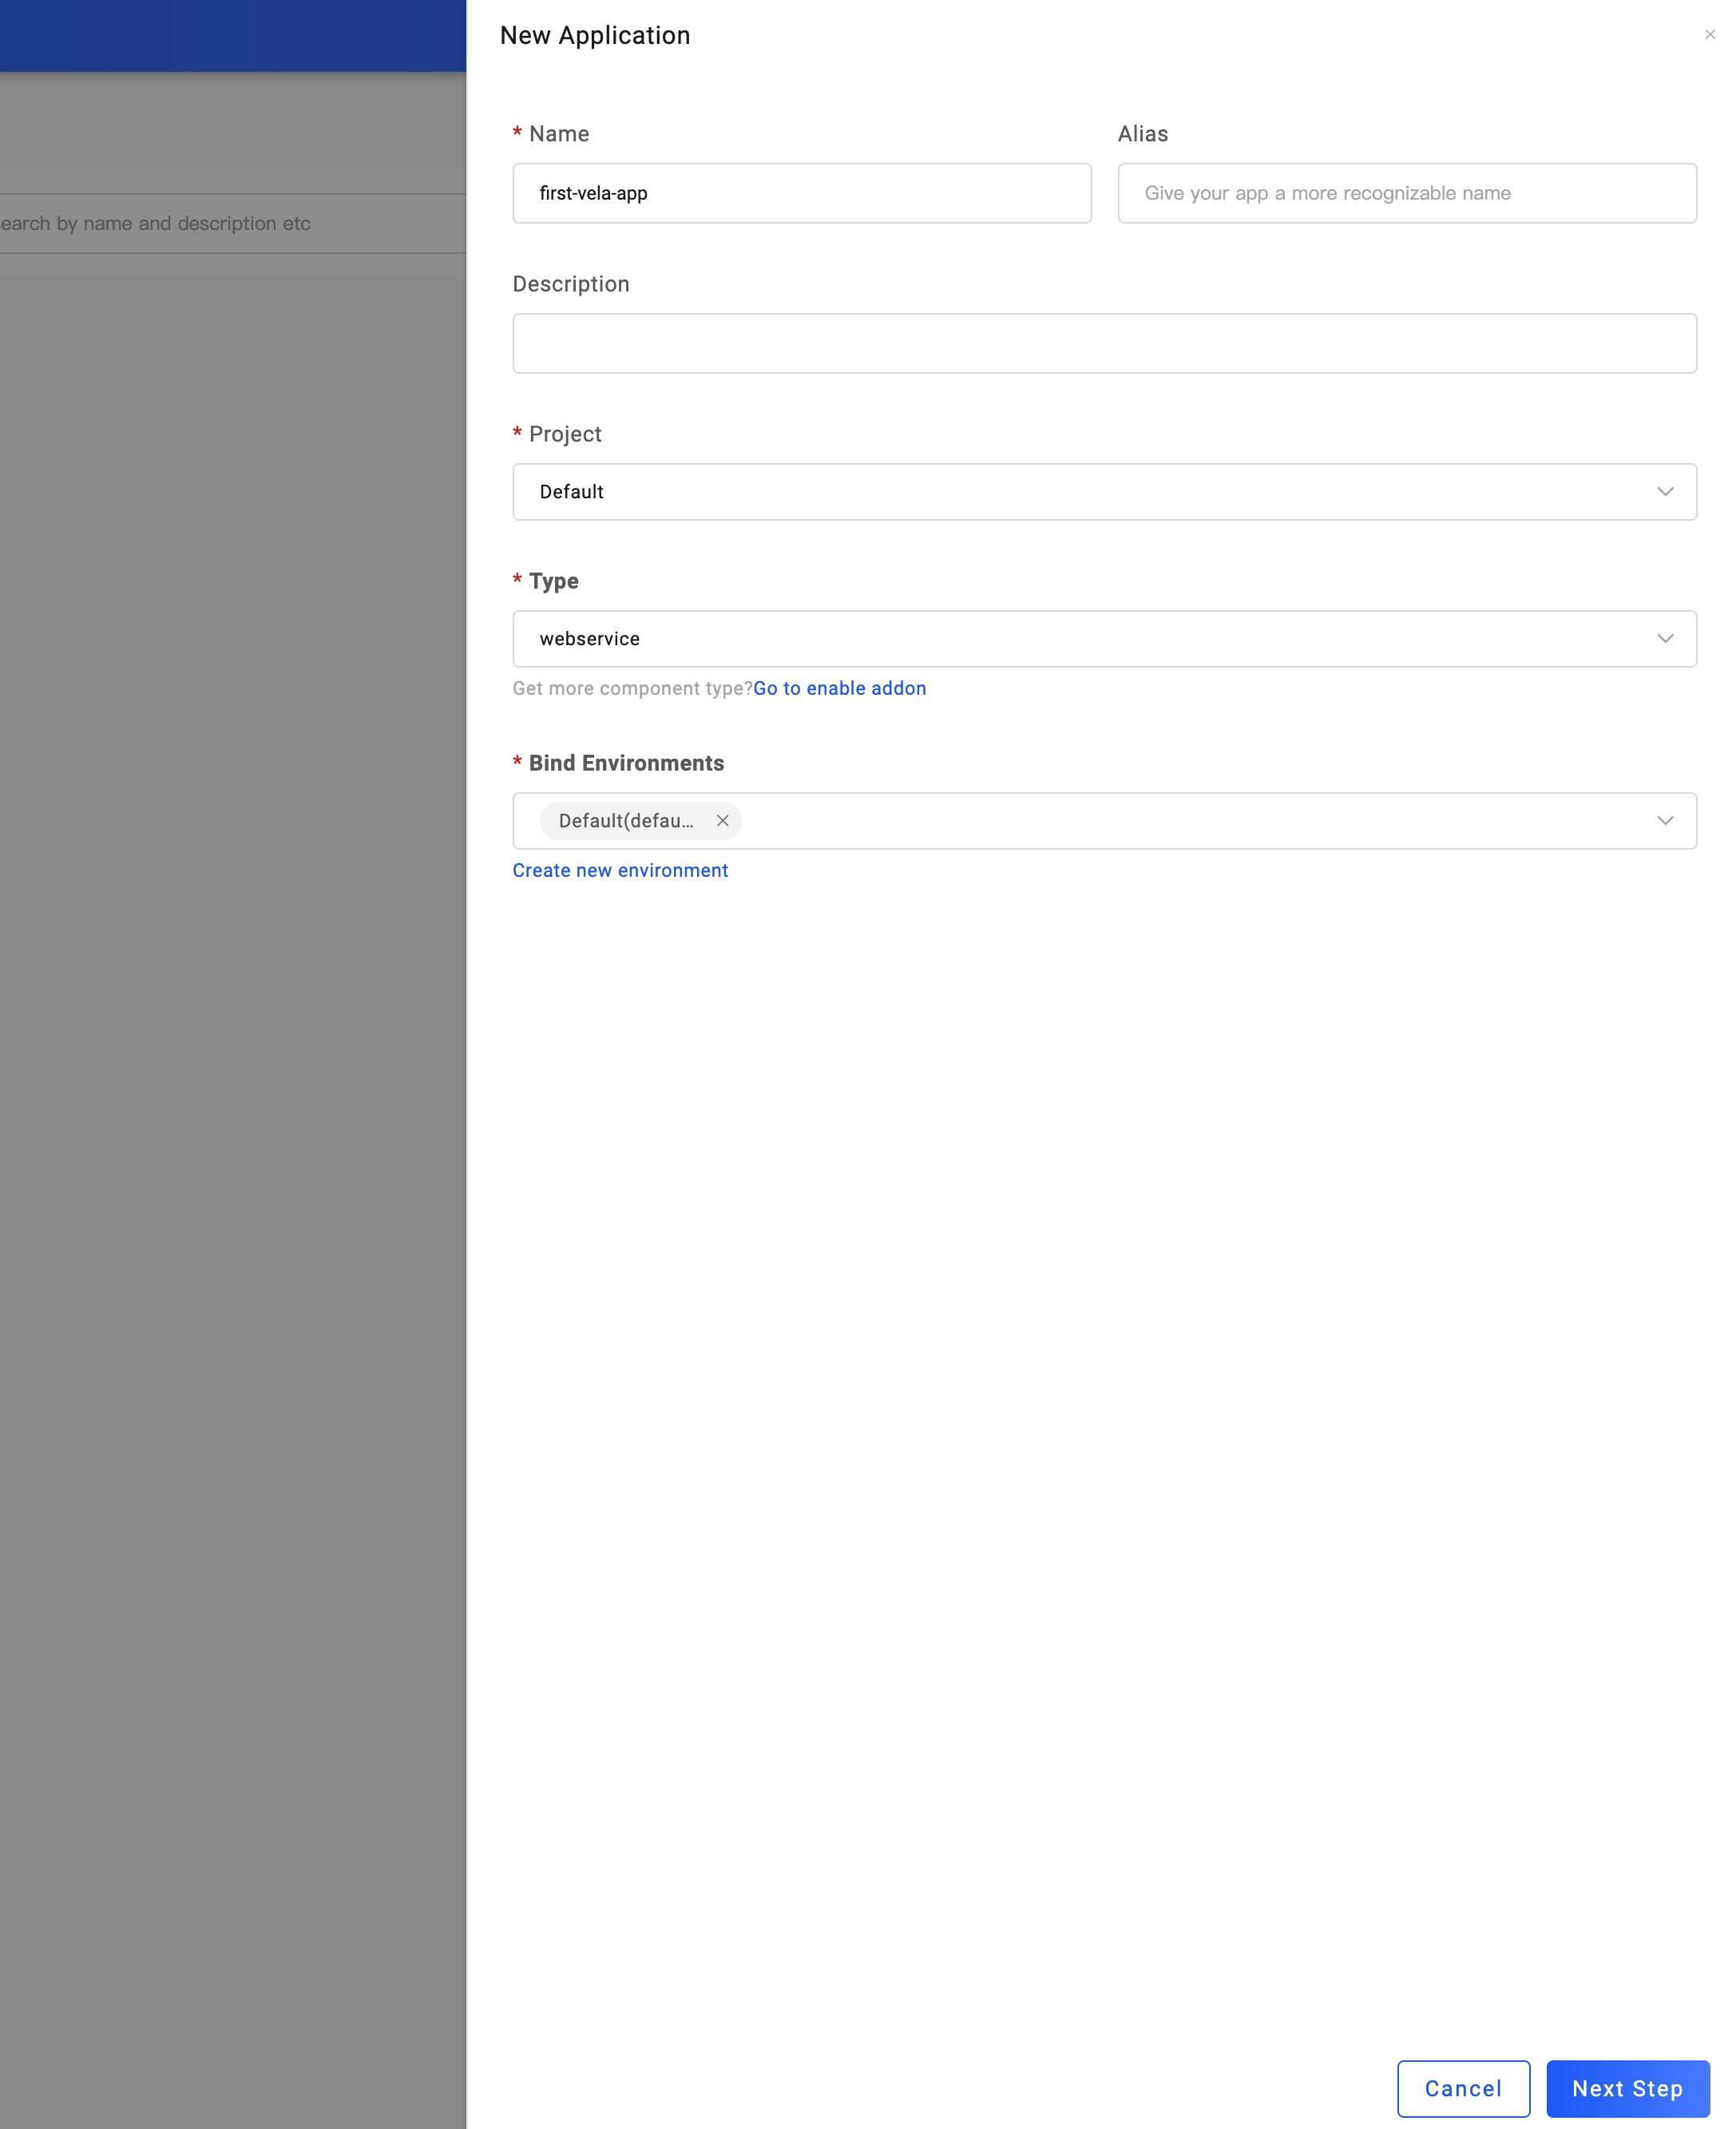 New Application
* Name
Alias
first-vela-app
Give your app a more recognizable name
earch by name and description etc
Description
* Project
Default
* Type
webservice
Get more component type?Go to enable addon
* Bind Environments
Default(defau...
Create new environment
Cancel
Next Step